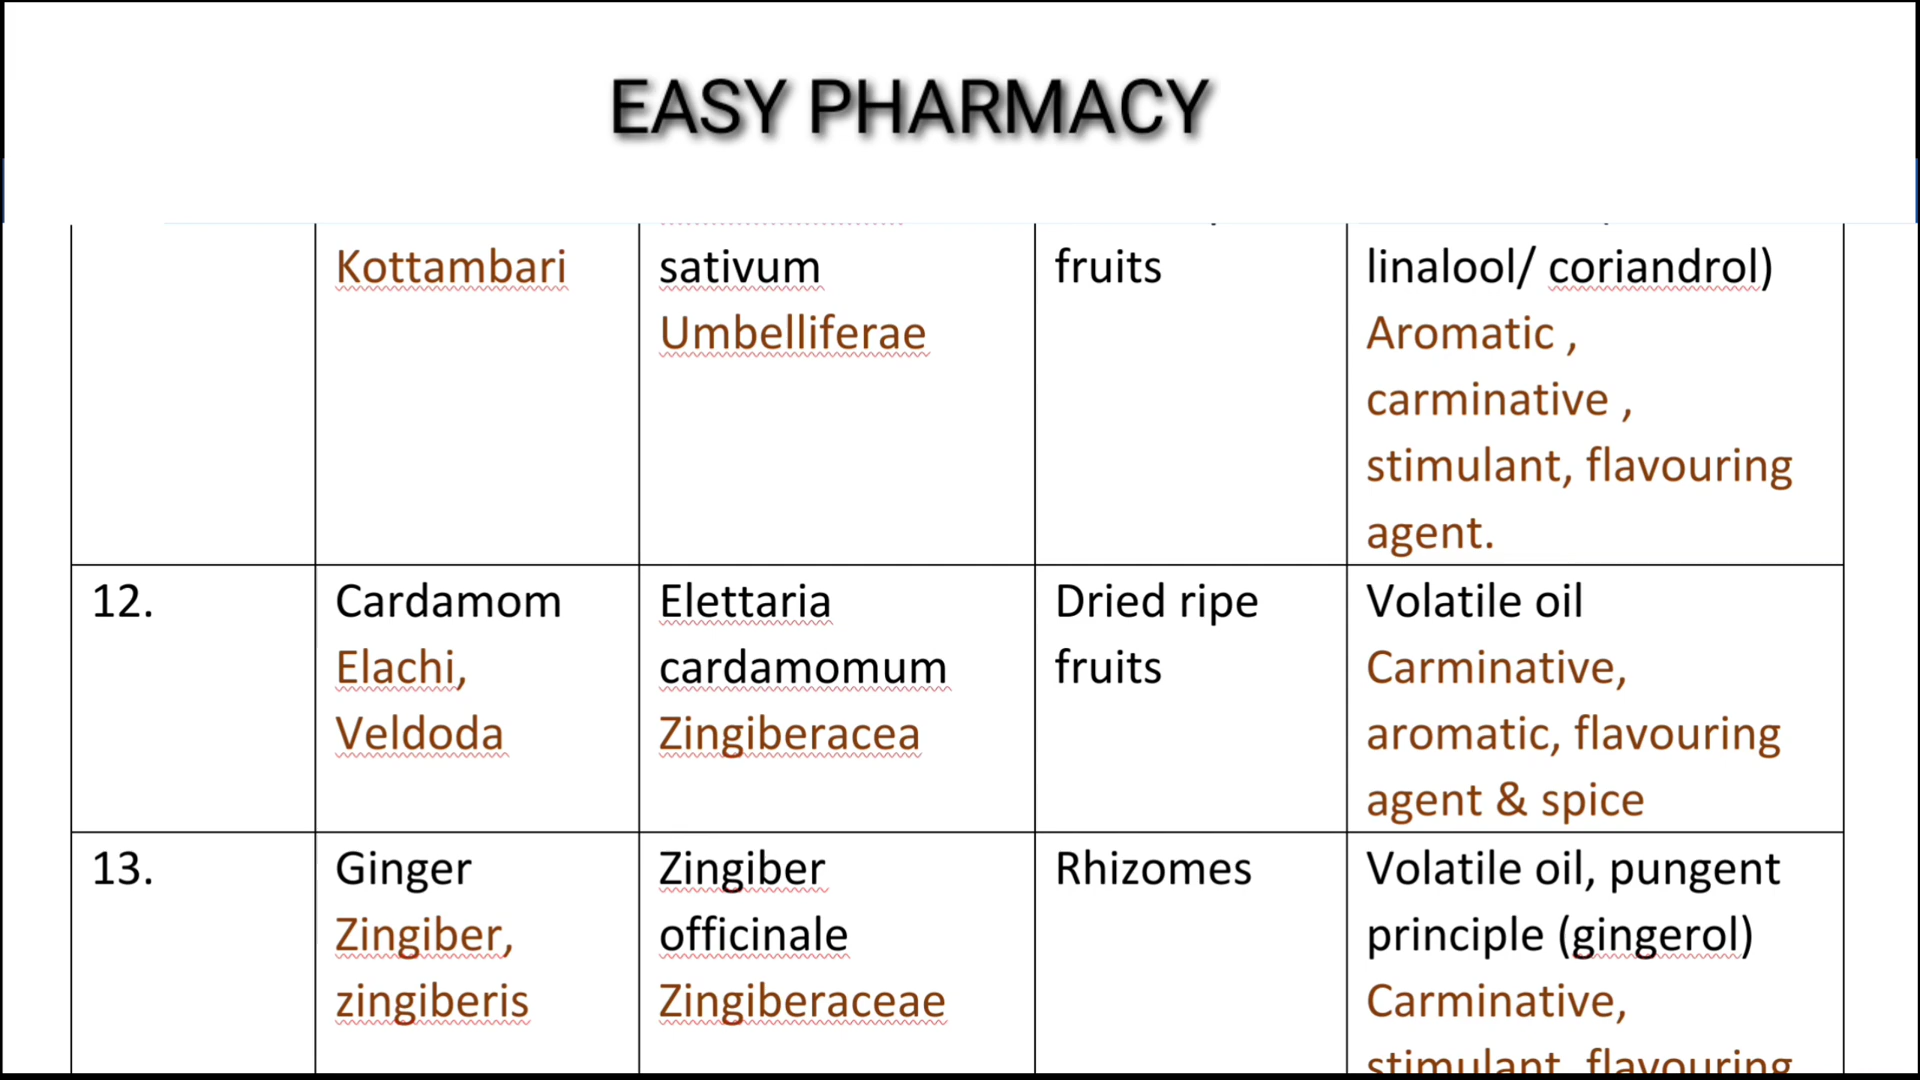 EASY PHARMACY
Kottambari
sativum
Umbelliferae
fruits
linalool/ coriandrol)
Aromatic ,
carminative ,
stimulant, flavouring
agent.
12.
Cardamom
Elachi,
Veldoda
Elettaria
cardamomum
Zingiberacea
Dried ripe
fruits
Volatile oil
Carminative,
aromatic, flavouring
agent & spice
13.
Ginger
Zingiber,
zingiberis
Zingiber
officinale
Zingiberaceae
Rhizomes
Volatile oil, pungent
principle (gingerol)
Carminative,
stimulant, flavouring